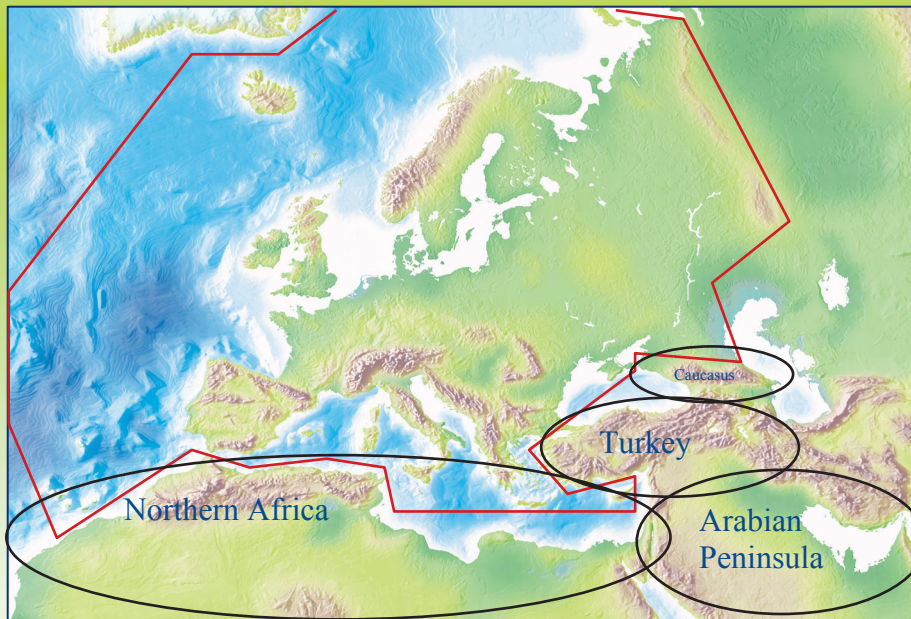 Caucasus
Turkey
Northern Africa
Arabian
Peninsula